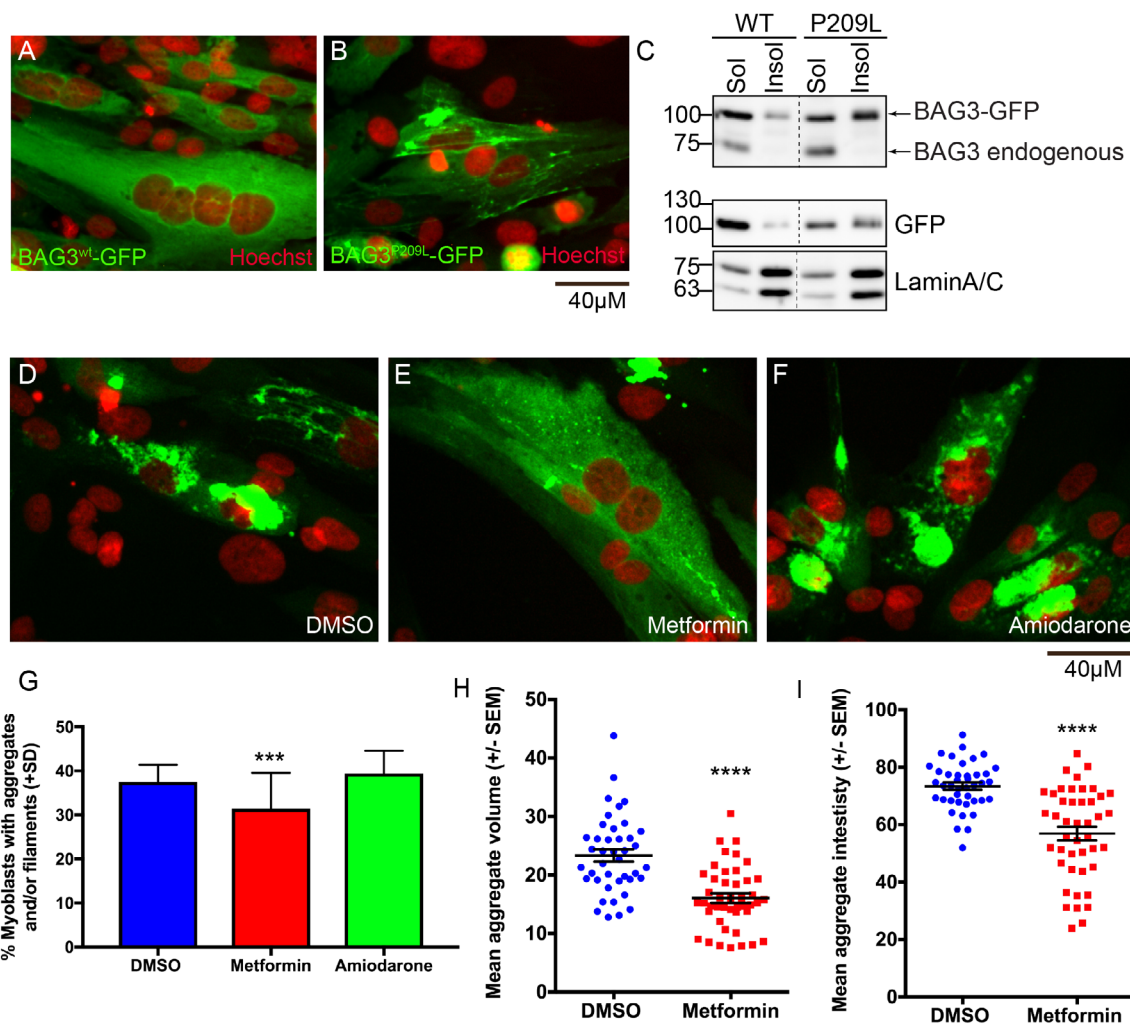 A
BAG3wt-GFP
Hoechst
B
BAG3P209L-GFP
Hoechst
40µM
C
WT
P209L
Sol
Insol
Sol
Insol
100
75
BAG3-GFP
BAG3 endogenous
130
100
GFP
75
63
LaminA/C
D
DMSO
E
Metformin
F
Amiodarone
40µM
G
% Myoblasts with aggregates
and/or filaments (+SD)
50
40
30
20
10
0
***
DMSO
Metformin
Amiodarone
H
Mean aggregate volume (+/- SEM)
50
40
30
20
10
0
****
DMSO
Metformin
I
Mean aggregate intestisty (+/- SEM)
100
80
60
40
20
0
****
DMSO
Metformin